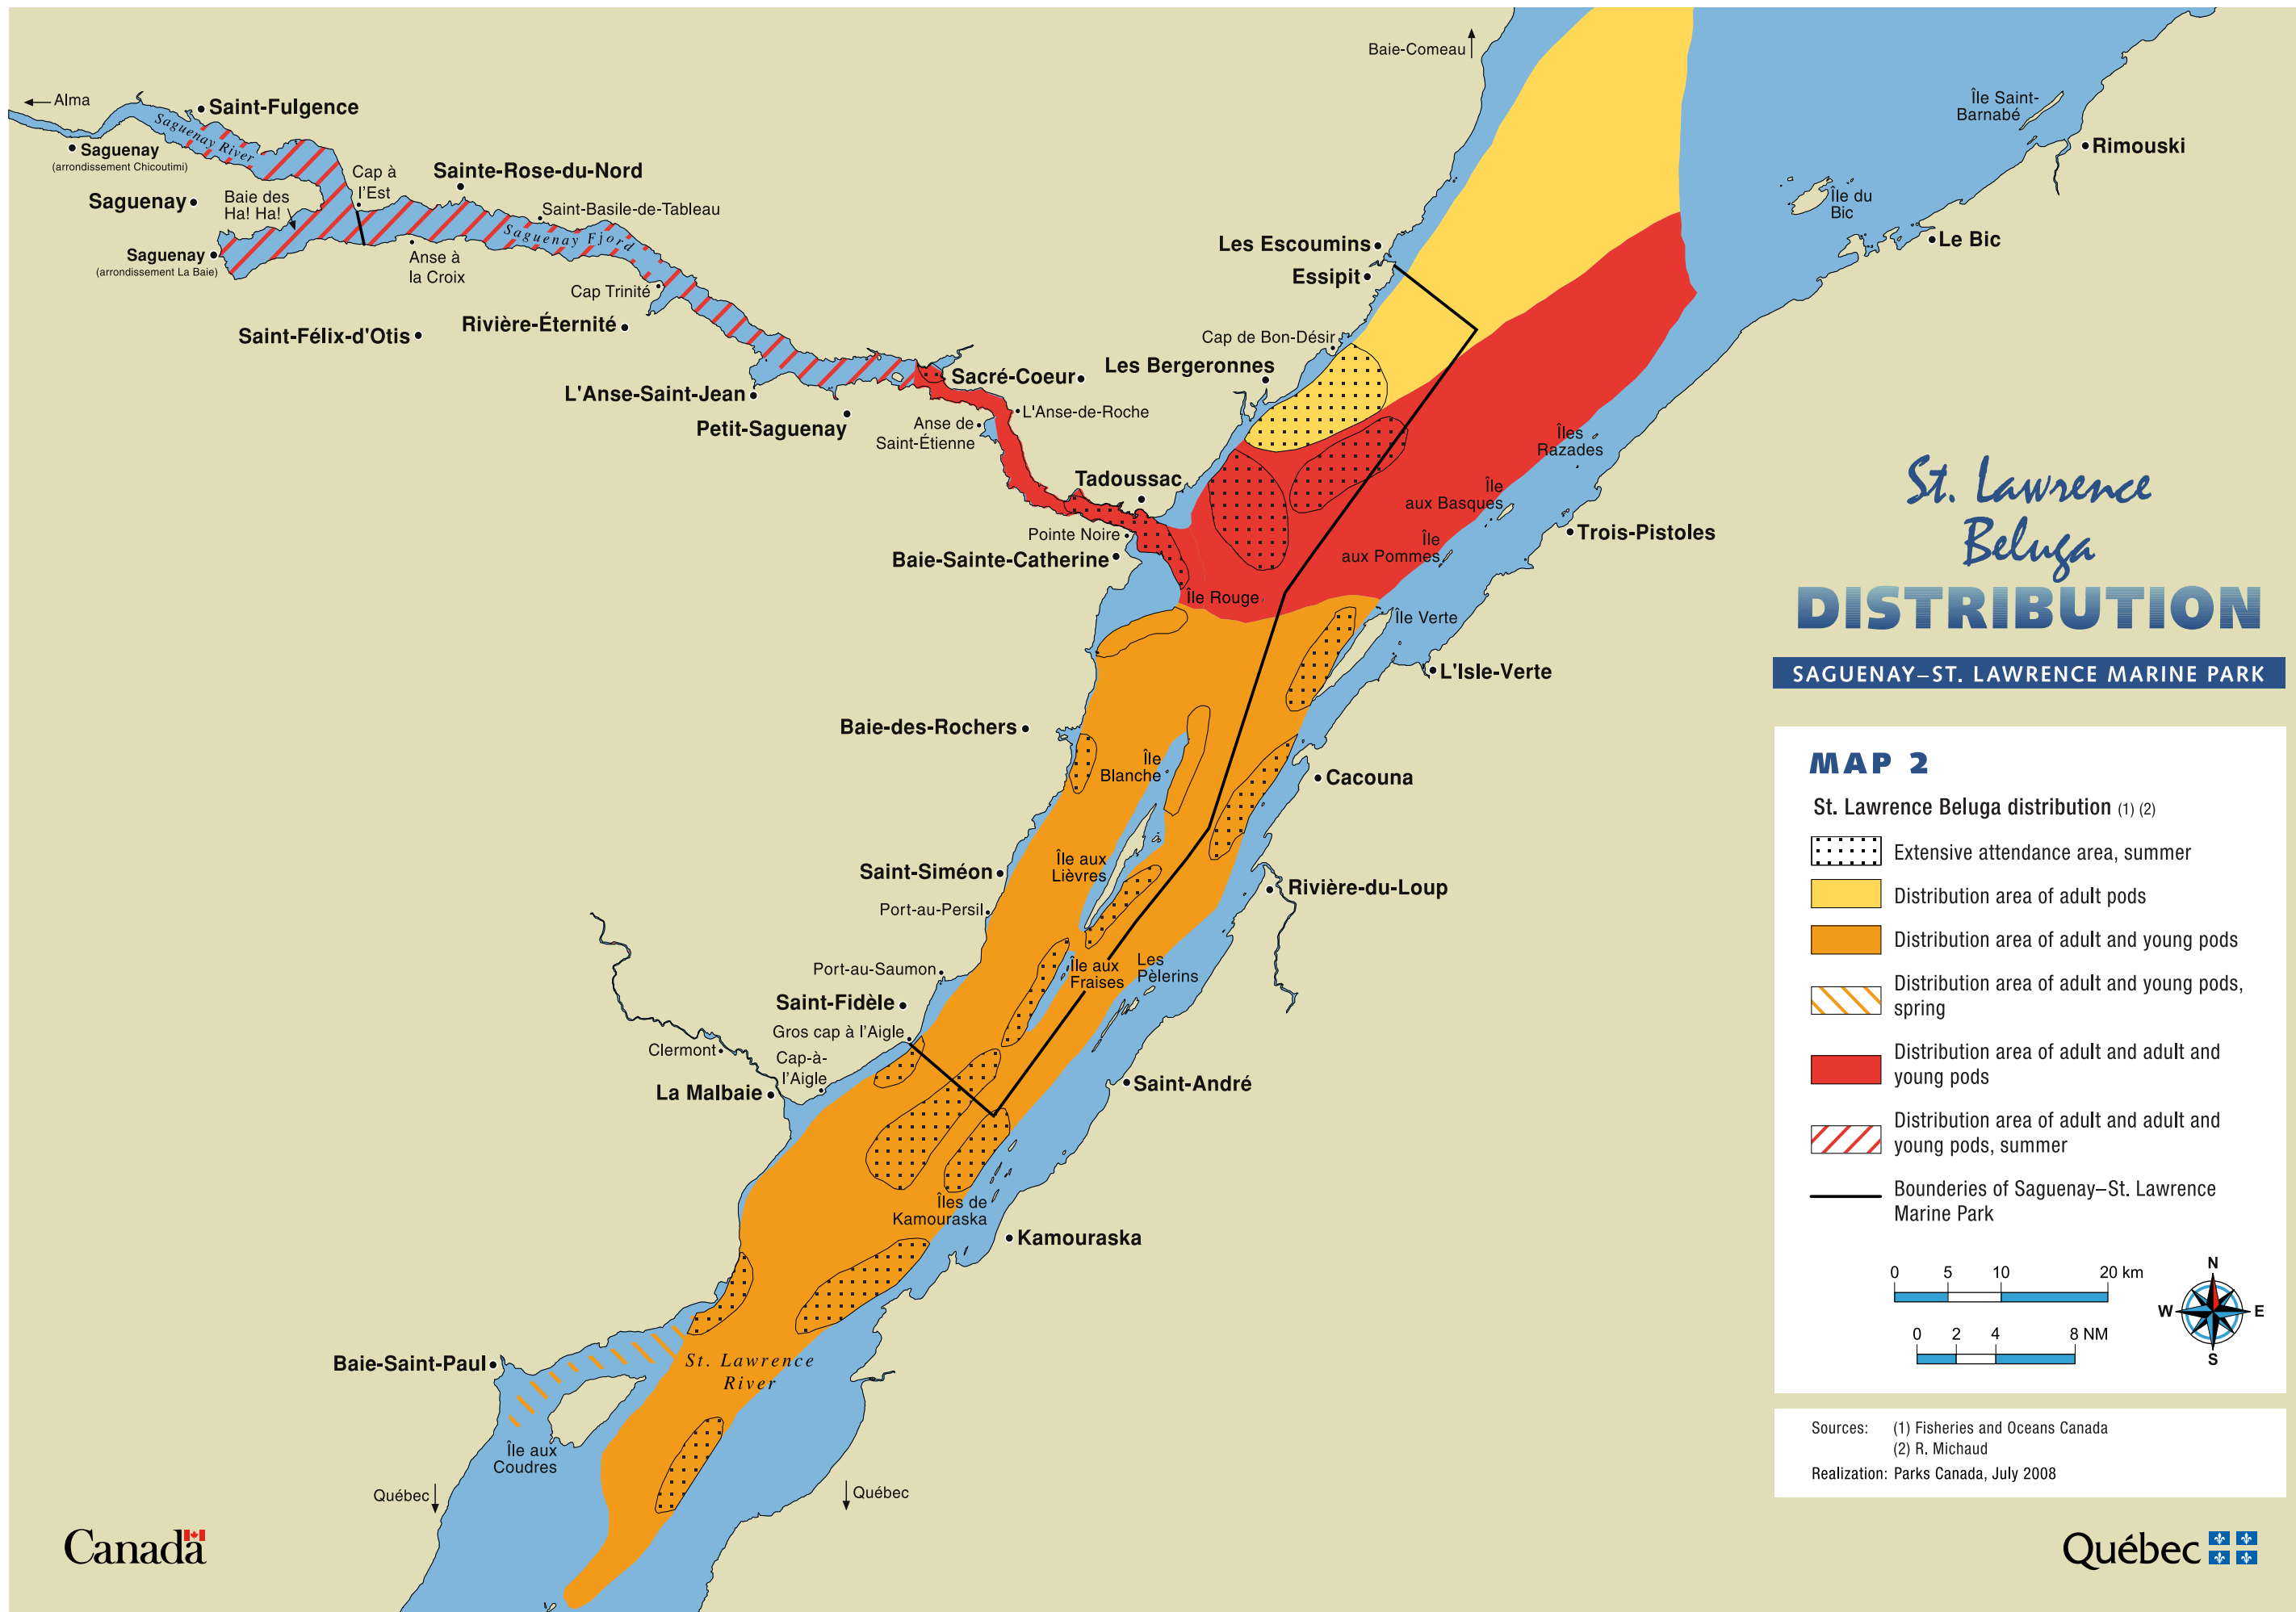 Baie-Comeau
Alma
Saint-Fulgence
Saguenay River
Saguenay
(arrondissement Chicoutimi)
Cap à
l'Est
Sainte-Rose-du-Nord
Saguenay
Baie des
Ha! Ha!
Saint-Basile-de-Tableau
Saguenay Fjord
Saguenay
(arrondissement La Baie)
Anse à
la Croix
Cap Trinité
Rivière-Éternité
Saint-Félix-d'Otis
L'Anse-Saint-Jean
Petit-Saguenay
Sacré-Coeur
L'Anse-de-Roche
Anse de
Saint-Étienne
Île Saint-
Barnabé
Rimouski
Île du
Bic
Le Bic
Les Escoumins
Essipit
Cap de Bon-Désir
Les Bergeronnes
Îles
Razades
Île
aux Basques
Île
aux Pommes
Trois-Pistoles
Tadoussac
Pointe Noire
Baie-Sainte-Catherine
Île Rouge
Île Verte
L'Isle-Verte
Baie-des-Rochers
Île
Blanche
Cacouna
Île aux
Lièvres
Saint-Siméon
Port-au-Persil
Rivière-du-Loup
Port-au-Saumon
Île aux
Fraises
Les
Pèlerins
Saint-Fidèle
Gros cap à l'Aigle
Clermont
Cap-à-
l'Aigle
La Malbaie
Saint-André
Îles de
Kamouraska
Kamouraska
Baie-Saint-Paul
St. Lawrence
River
Île aux
Coudres
Québec
Québec
St. Lawrence
Beluga
DISTRIBUTION
SAGUENAY–ST. LAWRENCE MARINE PARK
MAP 2
St. Lawrence Beluga distribution (1) (2)
Extensive attendance area, summer
Distribution area of adult pods
Distribution area of adult and young pods
Distribution area of adult and young pods,
spring
Distribution area of adult and adult and
young pods
Distribution area of adult and adult and
young pods, summer
Bounderies of Saguenay–St. Lawrence
Marine Park
0 5 10 20 km
0 2 4 8 NM
N
W E
S
Sources: (1) Fisheries and Oceans Canada
(2) R. Michaud
Realization: Parks Canada, July 2008
Canada
Québec